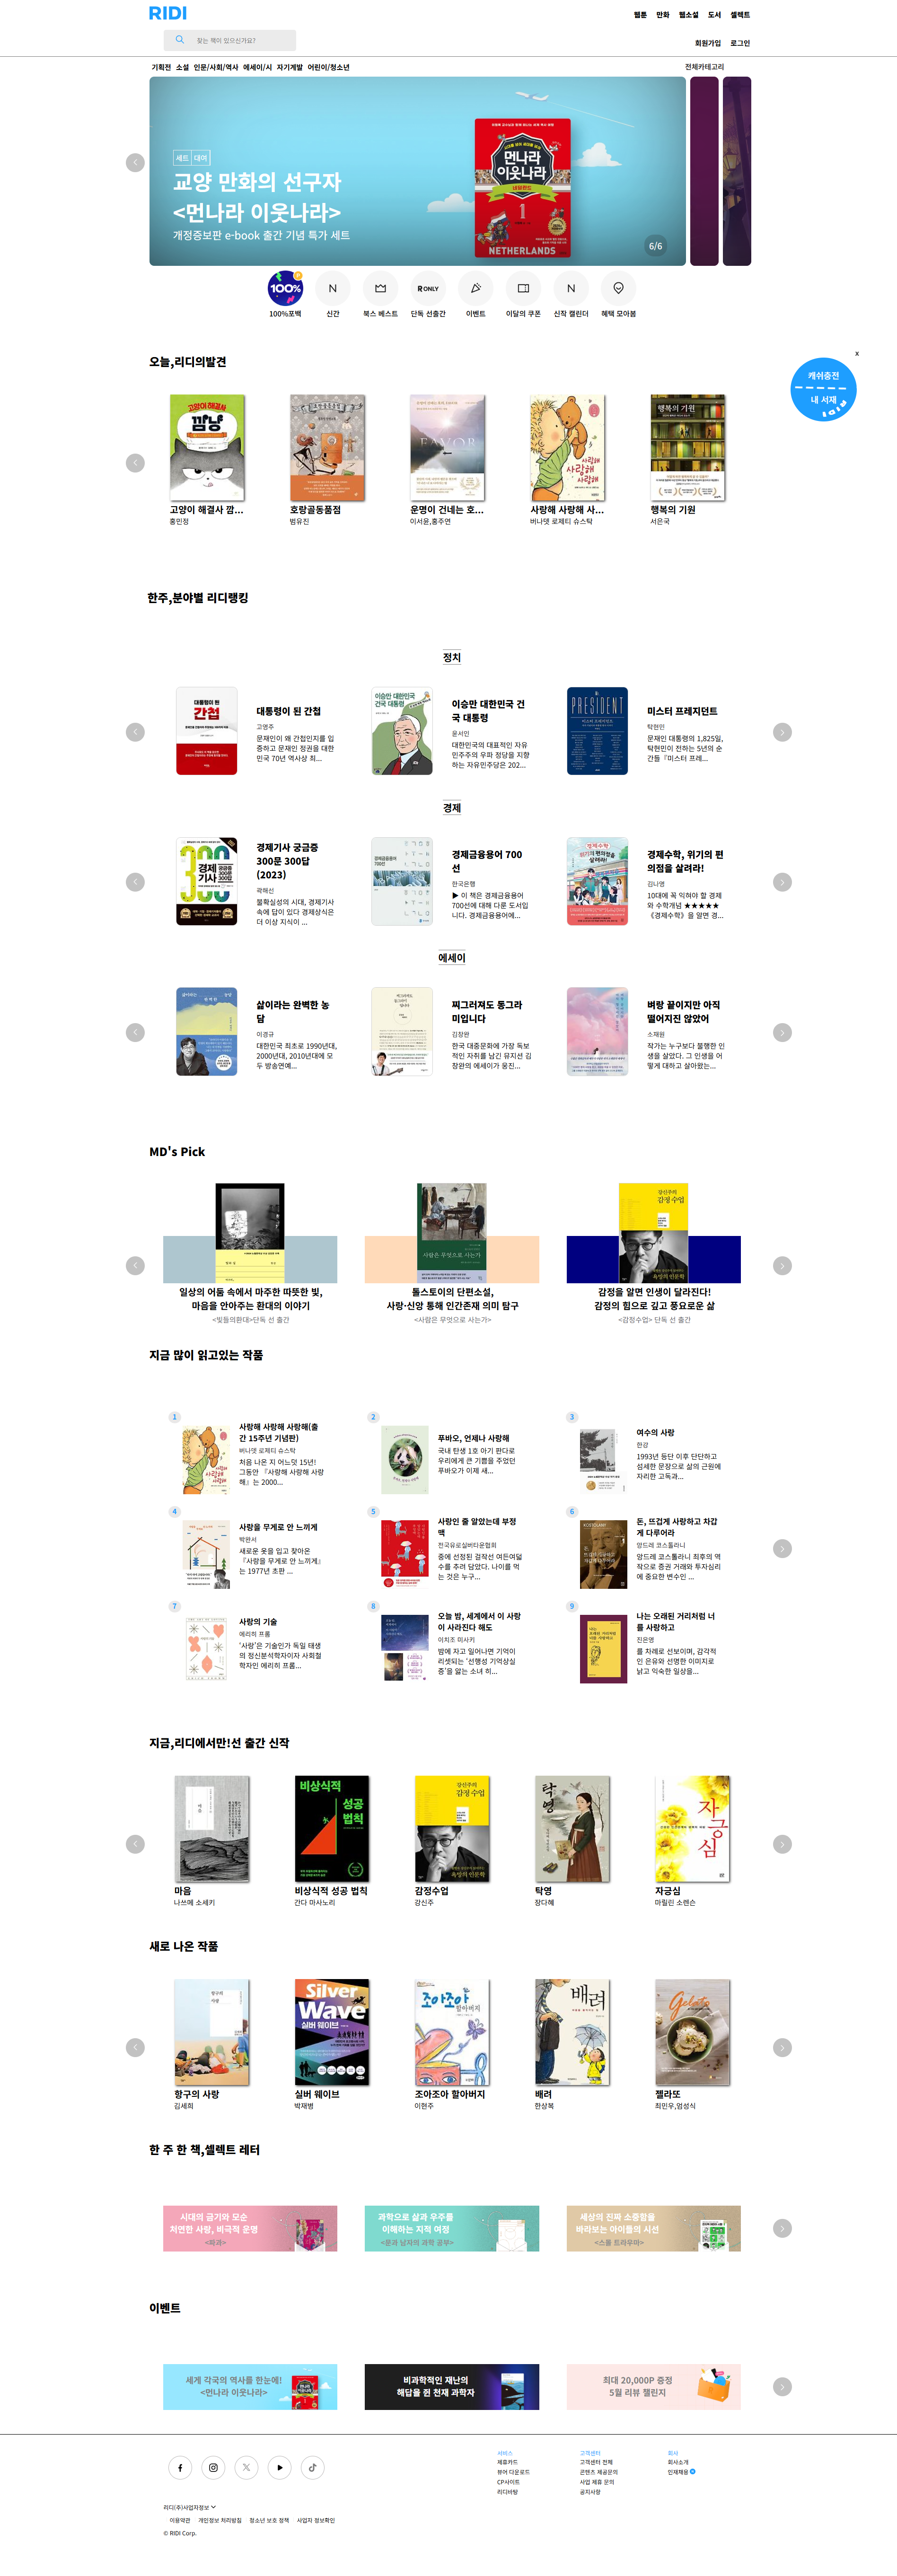 RIDI
웹툰 만화 웹소설 도서 셀렉트
찾는 책이 있으신가요?
회원가입 로그인
기획전 소설 인문/사회/역사 에세이/시 자기계발 어린이/청소년
전체카테고리
세트 대여
교양 만화의 선구자
<먼나라 이웃나라>
개정증보판 e-book 출간 기념 특가 세트
먼나라
이웃나라
1
NETHERLANDS
6/6
100%
100%포백
신간
북스 베스트
R ONLY
단독 선출간
이벤트
이달의 쿠폰
신작 캘린더
혜택 모아봄
오늘,리디의발견
x
캐쉬충전
내 서재
고양이 해결사 깜...
홍민정
호랑골동품점
범유진
운명이 건네는 호...
이서윤,홍주연
사랑해 사랑해 사...
버나뎃 로제티 슈스탁
행복의 기원
서은국
한주,분야별 리디랭킹
정치
대통령이 된 간첩
고영주
문재인이 왜 간첩인지를 입
증하고 문재인 정권을 대한
민국 70년 역사상 최...
이승만 대한민국 건
국 대통령
윤서인
대한민국의 대표적인 자유
민주주의 우파 정당을 지향
하는 자유민주당은 202...
미스터 프레지던트
탁현민
문재인 대통령의 1,825일,
탁현민이 전하는 5년의 순
간들『미스터 프레...
경제
경제기사 궁금증
300문 300답
(2023)
곽해선
불확실성의 시대, 경제기사
속에 답이 있다 경제상식은
더 이상 지식이 ...
경제금융용어 700
선
한국은행
▶ 이 책은 경제금융용어
700선에 대해 다룬 도서입
니다. 경제금융용어에...
경제수학, 위기의 편
의점을 살려라!
김나영
10대에 꼭 익혀야 할 경제
와 수학개념 ★★★★★
《경제수학》을 알면 경...
에세이
삶이라는 완벽한 농
담
이경규
대한민국 최초로 1990년대,
2000년대, 2010년대에 모
두 방송연예...
찌그러져도 동그라
미입니다
김창완
한국 대중문화에 가장 독보
적인 자취를 남긴 뮤지션 김
창완의 에세이가 웅진...
벼랑 끝이지만 아직
떨어지진 않았어
소재원
작가는 누구보다 불행한 인
생을 살았다. 그 인생을 어
떻게 대하고 살아왔는...
MD's Pick
일상의 어둠 속에서 마주한 따뜻한 빛,
마음을 안아주는 환대의 이야기
<빛들의환대>단독 선 출간
톨스토이의 단편소설,
사랑·신앙 통해 인간존재 의미 탐구
<사람은 무엇으로 사는가>
감정을 알면 인생이 달라진다!
감정의 힘으로 깊고 풍요로운 삶
<감정수업> 단독 선 출간
지금 많이 읽고있는 작품
1
사랑해 사랑해 사랑해(출
간 15주년 기념판)
버나뎃 로제티 슈스탁
처음 나온 지 어느덧 15년!
그동안 『사랑해 사랑해 사랑
해』는 2000...
2
푸바오, 언제나 사랑해
국내 탄생 1호 아기 판다로
우리에게 큰 기쁨을 주었던
푸바오가 이제 새...
3
여수의 사랑
한강
1993년 등단 이후 단단하고
섬세한 문장으로 삶의 근원에
자리한 고독과...
4
사랑을 무게로 안 느끼게
박완서
새로운 옷을 입고 찾아온
『사랑을 무게로 안 느끼게』
는 1977년 초판 ...
5
사랑인 줄 알았는데 부정
맥
전국유료실버타운협회
중에 선정된 걸작선 여든여덟
수를 추려 담았다. 나이를 먹
는 것은 누구...
6
돈, 뜨겁게 사랑하고 차갑
게 다루어라
앙드레 코스톨라니
앙드레 코스톨라니 최후의 역
작으로 증권 거래와 투자심리
에 중요한 변수인 ...
7
사랑의 기술
에리히 프롬
'사랑'은 기술인가 독일 태생
의 정신분석학자이자 사회철
학자인 에리히 프롬...
8
오늘 밤, 세계에서 이 사랑
이 사라진다 해도
이치조 미사키
밤에 자고 일어나면 기억이
리셋되는 '선행성 기억상실
증'을 앓는 소녀 히...
9
나는 오래된 거리처럼 너
를 사랑하고
진은영
를 차례로 선보이며, 감각적
인 은유와 선명한 이미지로
낡고 익숙한 일상을...
지금,리디에서만!선 출간 신작
마음
나쓰메 소세키
비상식적 성공 법칙
간다 마사노리
감정수업
강신주
탁영
장다혜
자긍심
마릴린 소렌슨
새로 나온 작품
항구의 사랑
김세희
실버 웨이브
박재병
조아조아 할아버지
이현주
배려
한상복
젤라또
최민우,엄성식
한 주 한 책,셀렉트 레터
시대의 금기와 모순
처연한 사랑, 비극적 운명
<파과>
과학으로 삶과 우주를
이해하는 지적 여정
<문과 남자의 과학 공부>
세상의 진짜 소중함을
바라보는 아이들의 시선
<스몰 트라우마>
이벤트
세계 각국의 역사를 한눈에!
<먼나라 이웃나라>
비과학적인 재난의
해답을 쥔 천재 과학자
최대 20,000P 증정
5월 리뷰 챌린지
서비스
제휴카드
뷰어 다운로드
CP사이트
리디바탕
고객센터
고객센터 전체
콘텐츠 제공문의
사업 제휴 문의
공지사항
회사
회사소개
인재채용
리디(주)사업자정보
이용약관 개인정보 처리방침 청소년 보호 정책 사업자 정보확인
© RIDI Corp.